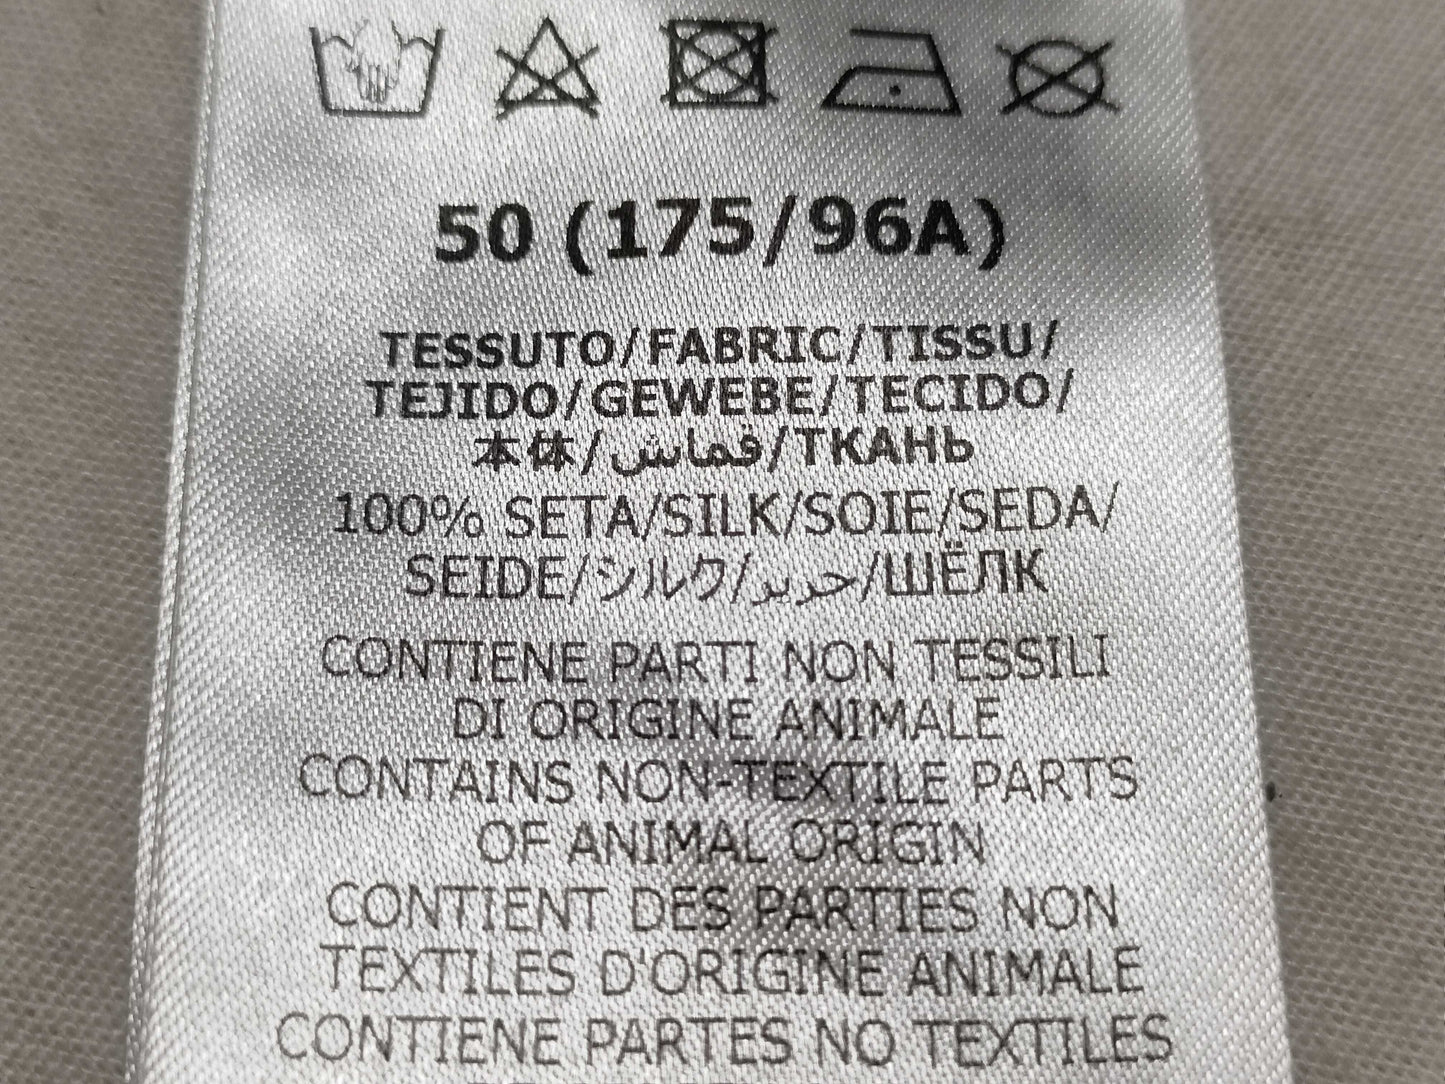 50 (175/96A)
TESSUTO/FABRIC/TISSU/
TEJIDO/GEWEBE/TECIDO/
本体/قماش/ТКАНЬ
100% SETA/SILK/SOIE/SEDA/
SEIDE/シルク/حرير/ШЁЛК
CONTIENE PARTI NON TESSILI
DI ORIGINE ANIMALE
CONTAINS NON-TEXTILE PARTS
OF ANIMAL ORIGIN
CONTIENT DES PARTIES NON
TEXTILES D'ORIGINE ANIMALE
CONTIENE PARTES NO TEXTILES